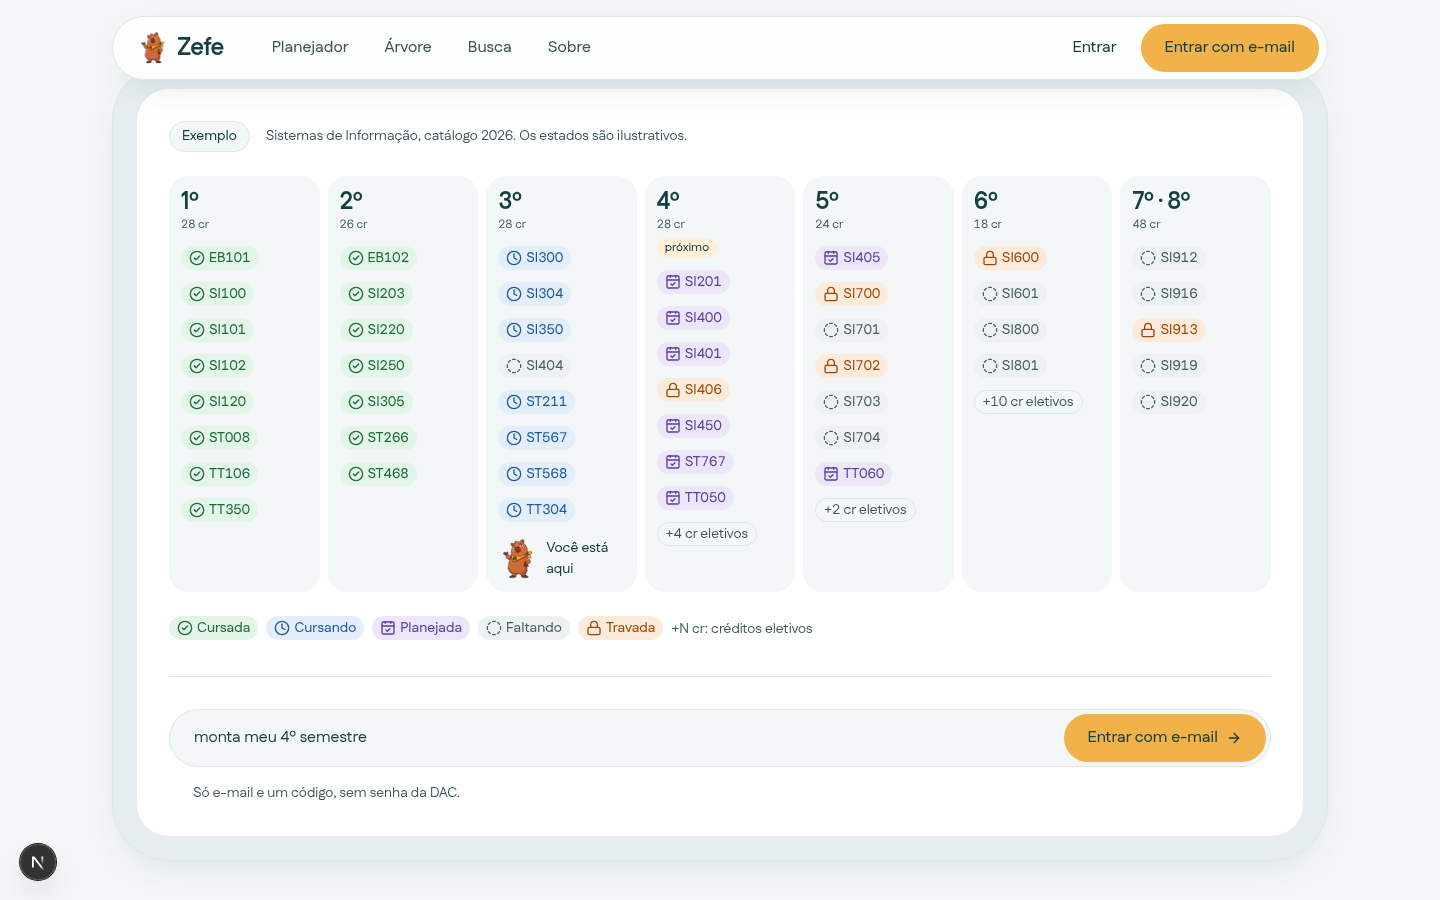 Zefe
Planejador
Árvore
Busca
Sobre
Entrar
Entrar com e-mail
Exemplo
Sistemas de Informação, catálogo 2026. Os estados são ilustrativos.
1º
28 cr
EB101
SI100
SI101
SI102
SI120
ST008
TT106
TT350
2º
26 cr
EB102
SI203
SI220
SI250
SI305
ST266
ST468
3º
28 cr
SI300
SI304
SI350
SI404
ST211
ST567
ST568
TT304
Você está
aqui
4º
28 cr
próximo
SI201
SI400
SI401
SI406
SI450
ST767
TT050
+4 cr eletivos
5º
24 cr
SI405
SI700
SI701
SI702
SI703
SI704
TT060
+2 cr eletivos
6º
18 cr
SI600
SI601
SI800
SI801
+10 cr eletivos
7º · 8º
48 cr
SI912
SI916
SI913
SI919
SI920
Cursada
Cursando
Planejada
Faltando
Travada
+N cr: créditos eletivos
monta meu 4º semestre
Entrar com e-mail
Só e-mail e um código, sem senha da DAC.
N